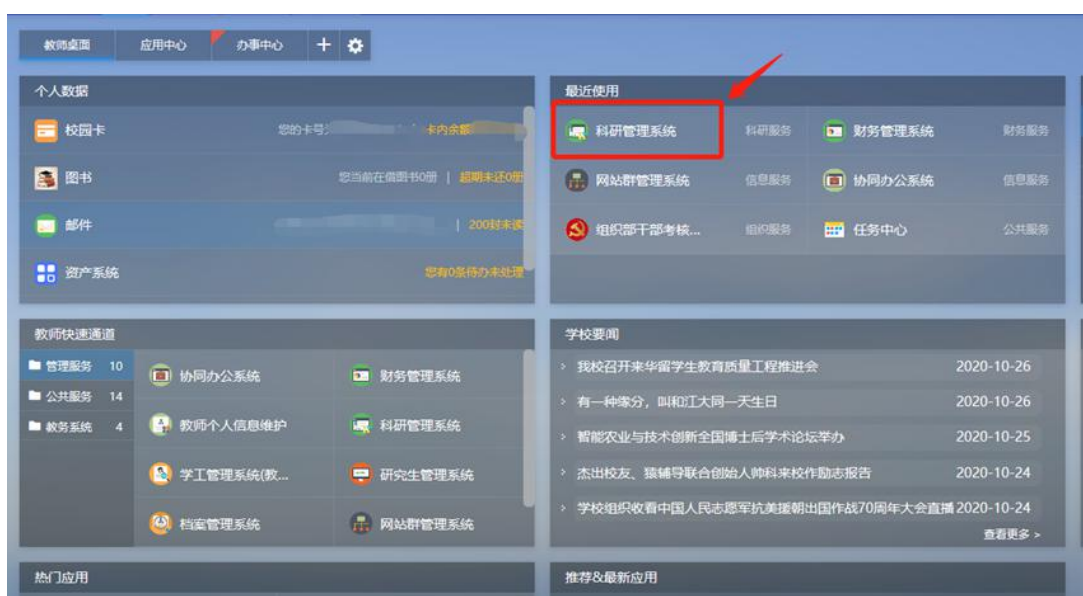 教师桌面 应用中心 办事中心
个人数据
校园卡 您的卡号: 卡内余额
图书 您当前在借图书0册 | 超期未还0册
邮件 | 200封未读
资产系统 您有0条待办未处理
最近使用
科研管理系统 科研服务 财务管理系统 财务服务
网站群管理系统 信息服务 协同办公系统 信息服务
组织部干部考核... 组织服务 任务中心 公共服务
教师快速通道
管理服务 10
公共服务 14
教务系统 4
协同办公系统 财务管理系统
教师个人信息维护 科研管理系统
学工管理系统(教... 研究生管理系统
档案管理系统 网站群管理系统
学校要闻
> 我校召开来华留学生教育质量工程推进会 2020-10-26
> 有一种缘分，叫和江大同一天生日 2020-10-26
> 智能农业与技术创新全国博士后学术论坛举办 2020-10-25
> 杰出校友、猿辅导联合创始人帅科来校作励志报告 2020-10-24
> 学校组织收看中国人民志愿军抗美援朝出国作战70周年大会直播 2020-10-24
查看更多 >
热门应用
推荐&最新应用